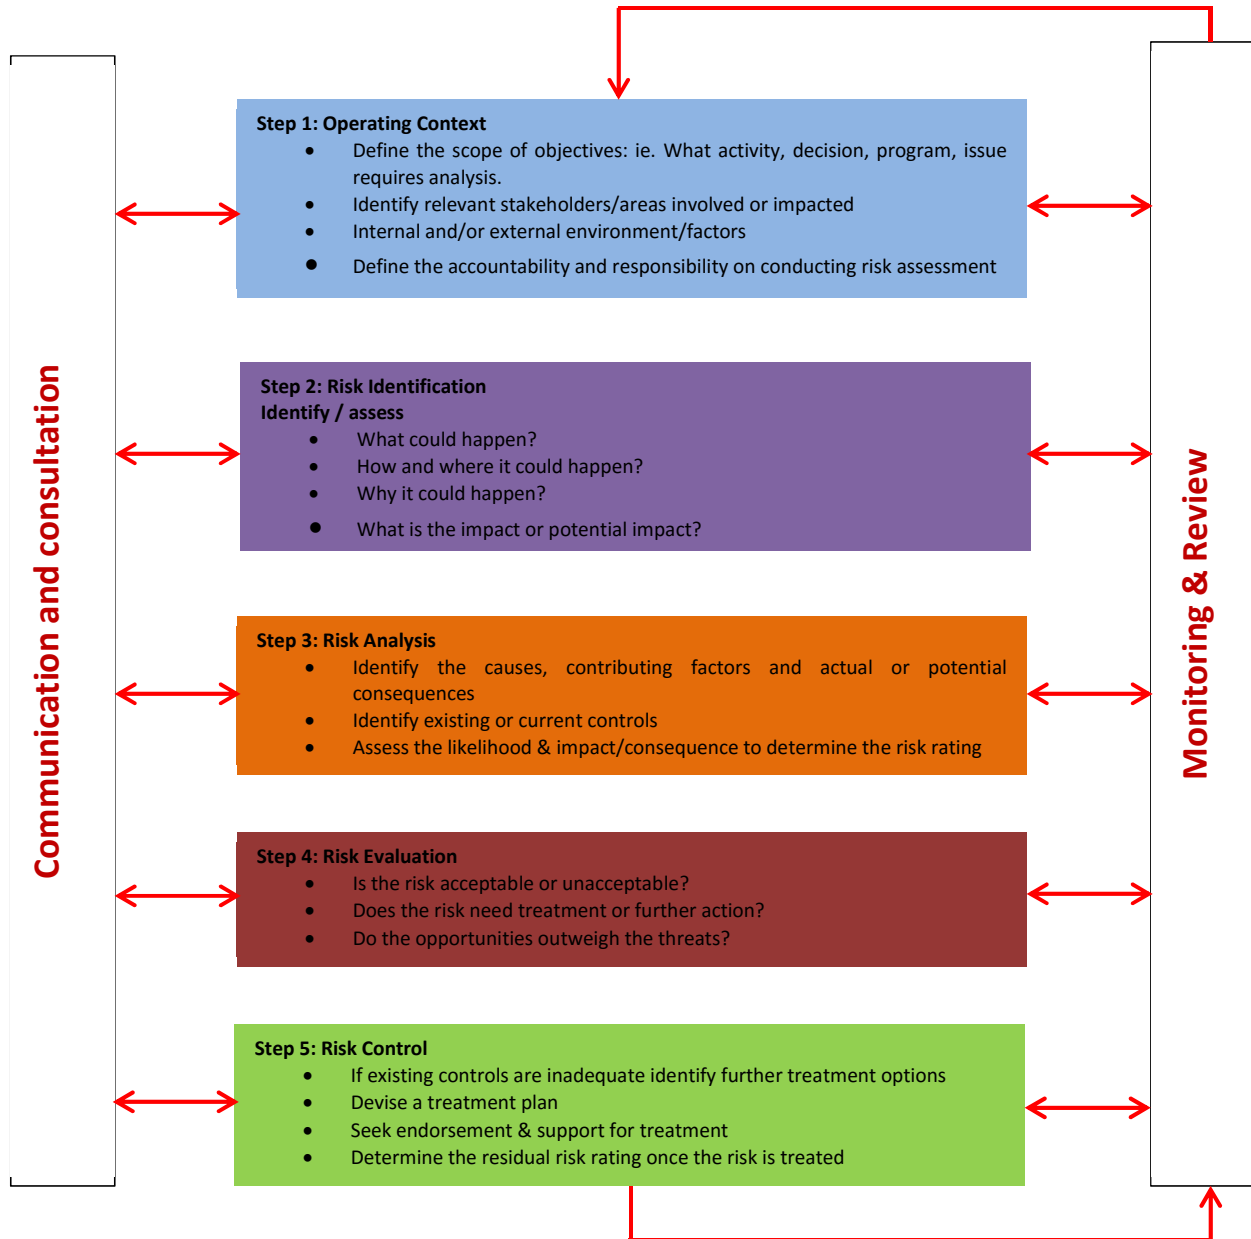 Communication and consultation
Step 1: Operating Context
• Define the scope of objectives: ie. What activity, decision, program, issue
requires analysis.
• Identify relevant stakeholders/areas involved or impacted
• Internal and/or external environment/factors
• Define the accountability and responsibility on conducting risk assessment
Step 2: Risk Identification
Identify / assess
• What could happen?
• How and where it could happen?
• Why it could happen?
• What is the impact or potential impact?
Step 3: Risk Analysis
• Identify the causes, contributing factors and actual or potential
consequences
• Identify existing or current controls
• Assess the likelihood & impact/consequence to determine the risk rating
Step 4: Risk Evaluation
• Is the risk acceptable or unacceptable?
• Does the risk need treatment or further action?
• Do the opportunities outweigh the threats?
Step 5: Risk Control
• If existing controls are inadequate identify further treatment options
• Devise a treatment plan
• Seek endorsement & support for treatment
• Determine the residual risk rating once the risk is treated
Monitoring & Review